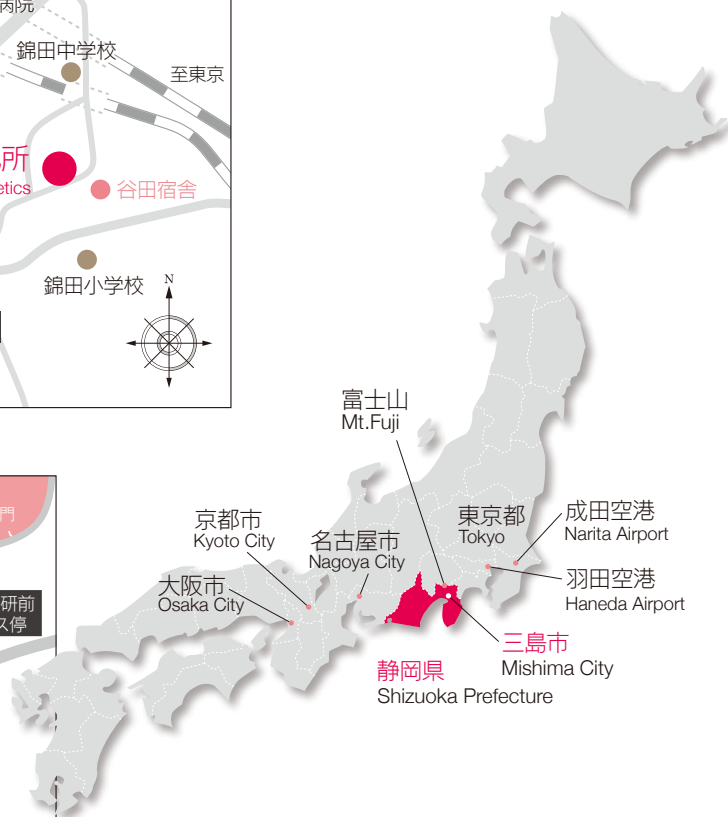 病院
錦田中学校
至東京
所
etics
谷田宿舎
錦田小学校
N
門
研前
ス停
富士山
Mt.Fuji
京都市
Kyoto City
名古屋市
Nagoya City
大阪市
Osaka City
東京都
Tokyo
成田空港
Narita Airport
羽田空港
Haneda Airport
三島市
Mishima City
静岡県
Shizuoka Prefecture